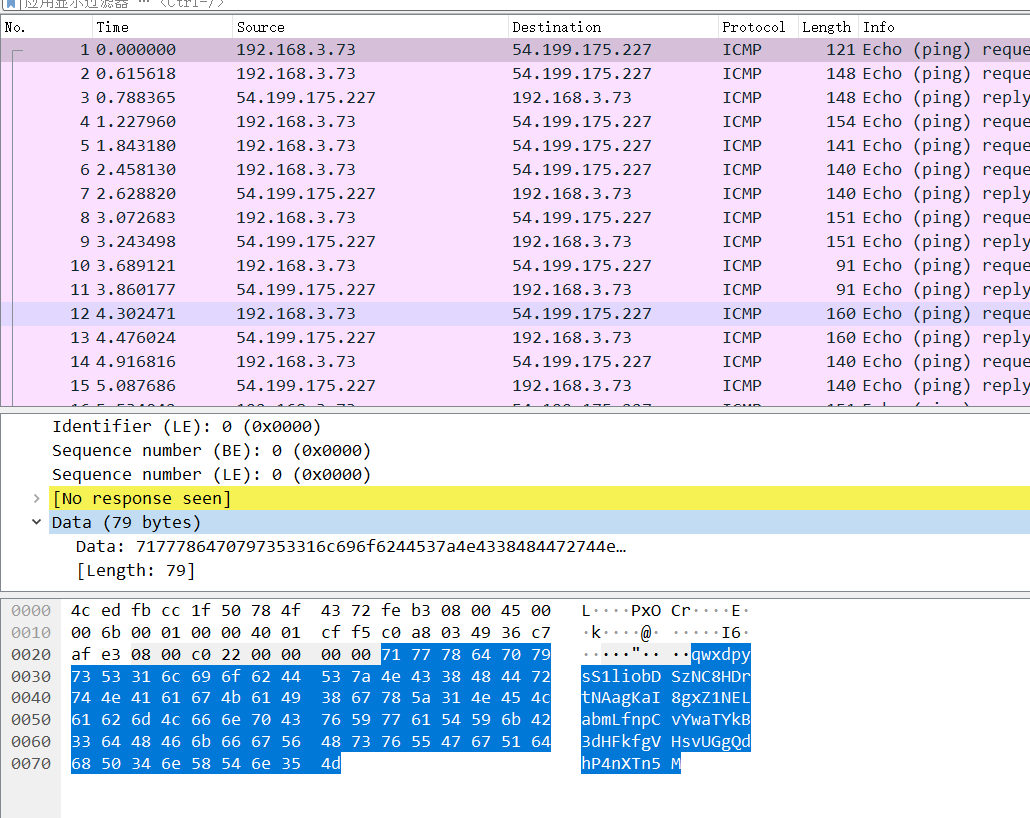 应用显示过滤器 … <Ctrl-/>
No. Time Source Destination Protocol Length Info
1 0.000000 192.168.3.73 54.199.175.227 ICMP 121 Echo (ping) reque
2 0.615618 192.168.3.73 54.199.175.227 ICMP 148 Echo (ping) reque
3 0.788365 54.199.175.227 192.168.3.73 ICMP 148 Echo (ping) reply
4 1.227960 192.168.3.73 54.199.175.227 ICMP 154 Echo (ping) reque
5 1.843180 192.168.3.73 54.199.175.227 ICMP 141 Echo (ping) reque
6 2.458130 192.168.3.73 54.199.175.227 ICMP 140 Echo (ping) reque
7 2.628820 54.199.175.227 192.168.3.73 ICMP 140 Echo (ping) reply
8 3.072683 192.168.3.73 54.199.175.227 ICMP 151 Echo (ping) reque
9 3.243498 54.199.175.227 192.168.3.73 ICMP 151 Echo (ping) reply
10 3.689121 192.168.3.73 54.199.175.227 ICMP 91 Echo (ping) reque
11 3.860177 54.199.175.227 192.168.3.73 ICMP 91 Echo (ping) reply
12 4.302471 192.168.3.73 54.199.175.227 ICMP 160 Echo (ping) reque
13 4.476024 54.199.175.227 192.168.3.73 ICMP 160 Echo (ping) reply
14 4.916816 192.168.3.73 54.199.175.227 ICMP 140 Echo (ping) reque
15 5.087686 54.199.175.227 192.168.3.73 ICMP 140 Echo (ping) reply
Identifier (LE): 0 (0x0000)
Sequence number (BE): 0 (0x0000)
Sequence number (LE): 0 (0x0000)
[No response seen]
Data (79 bytes)
Data: 7177786470797353316c696f6244537a4e4338484472744e…
[Length: 79]
0000 4c ed fb cc 1f 50 78 4f 43 72 fe b3 08 00 45 00 L····PxO Cr····E·
0010 00 6b 00 01 00 00 40 01 cf f5 c0 a8 03 49 36 c7 ·k····@· ·····I6·
0020 af e3 08 00 c0 22 00 00 00 00 71 77 78 64 70 79 ·····"·· ··qwxdpy
0030 73 53 31 6c 69 6f 62 44 53 7a 4e 43 38 48 44 72 sS1liobD SzNC8HDr
0040 74 4e 41 61 67 4b 61 49 38 67 78 5a 31 4e 45 4c tNAagKaI 8gxZ1NEL
0050 61 62 6d 4c 66 6e 70 43 76 59 77 61 54 59 6b 42 abmLfnpC vYwaTYkB
0060 33 64 48 46 6b 66 67 56 48 73 76 55 47 67 51 64 3dHFkfgV HsvUGgQd
0070 68 50 34 6e 58 54 6e 35 4d hP4nXTn5 M